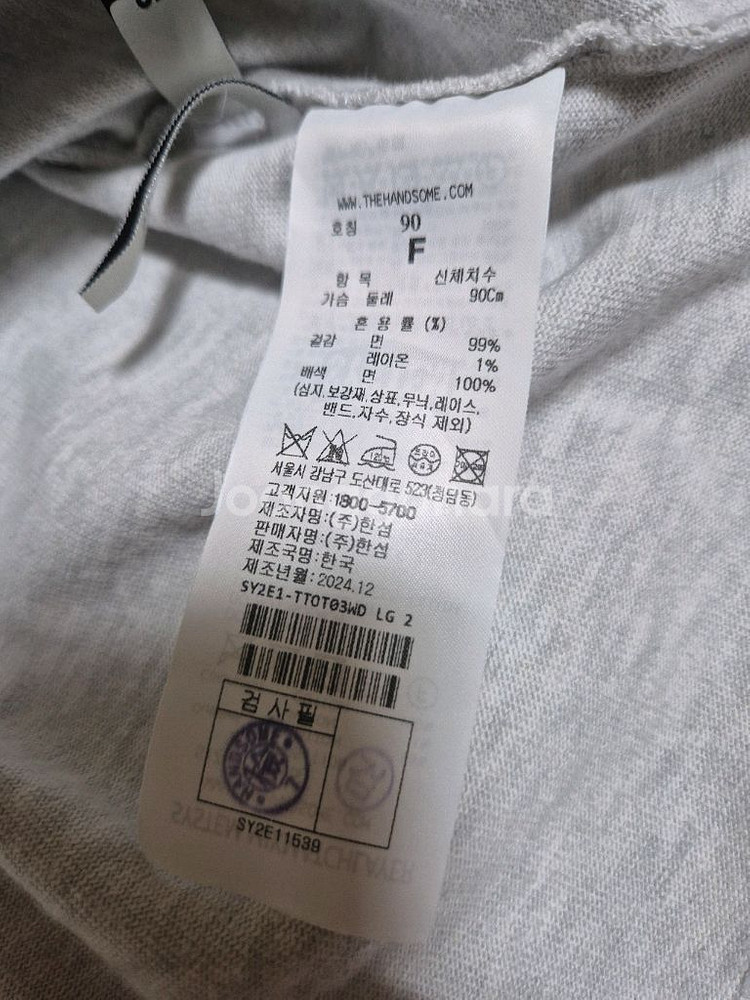 WWW.THEHANDSOME.COM
호칭 90
F
항 목 신체치수
가슴 둘레 90Cm
혼 용 률 (%)
겉감 면 99%
레이온 1%
배색 면 100%
(심지,보강재,상표,무늬,레이스,
밴드,자수,장식 제외)
서울시 강남구 도산대로 523(청담동)
고객지원:1800-5700
제조자명:(주)한섬
판매자명:(주)한섬
제조국명:한국
제조년월:2024.12
SY2E1-TTOT03WD LG 2
검 사 필
HANDSOME
SY2E11539